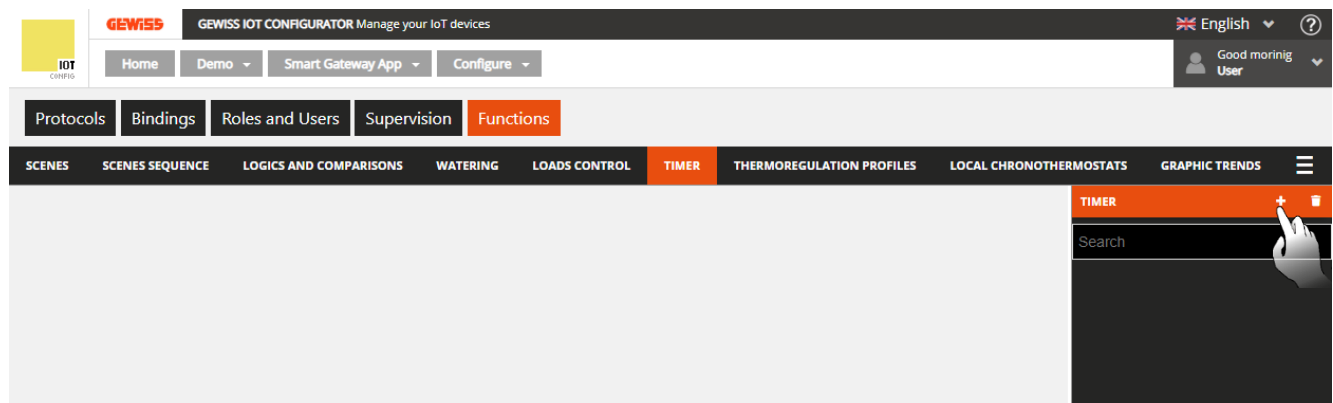 GEWISS GEWISS IOT CONFIGURATOR Manage your IoT devices English ?
IOT
CONFIG
Home Demo Smart Gateway App Configure
Good morinig
User
Protocols Bindings Roles and Users Supervision Functions
SCENES SCENES SEQUENCE LOGICS AND COMPARISONS WATERING LOADS CONTROL TIMER THERMOREGULATION PROFILES LOCAL CHRONOTHERMOSTATS GRAPHIC TRENDS
TIMER
Search